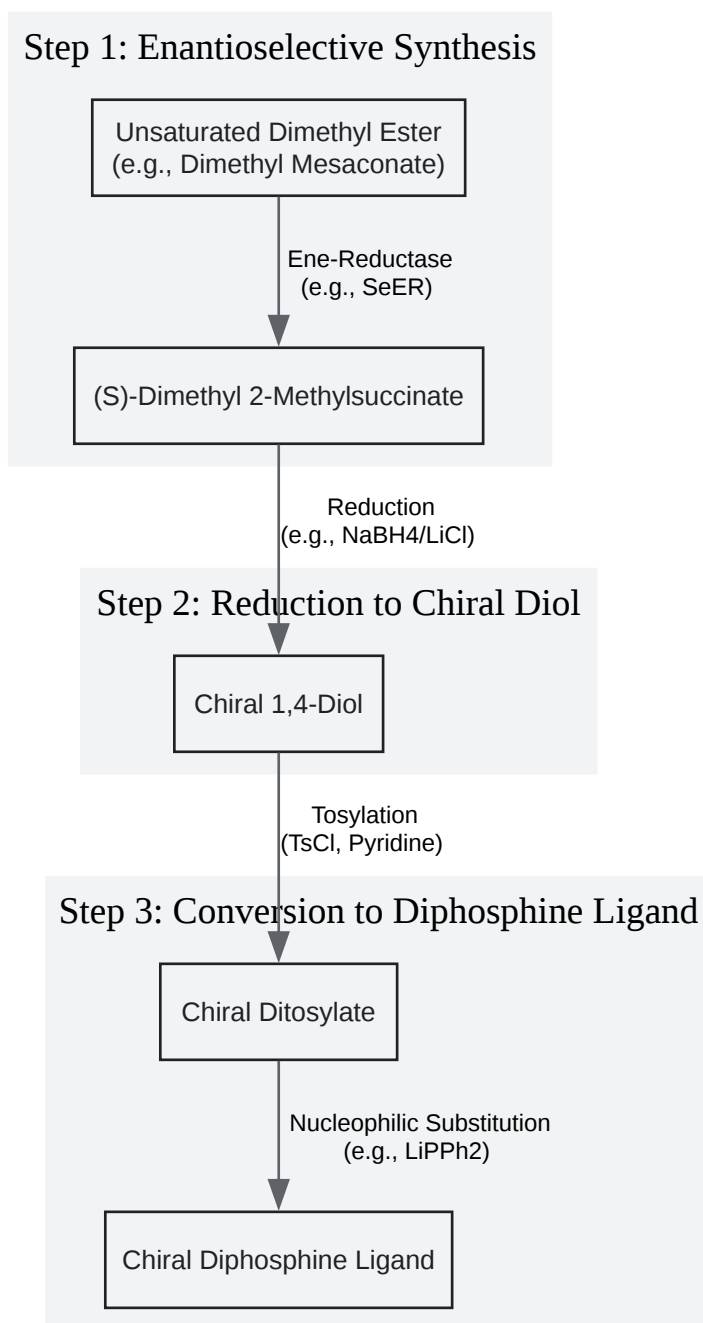 Step 1: Enantioselective Synthesis
Unsaturated Dimethyl Ester
(e.g., Dimethyl Mesaconate)
Ene-Reductase
(e.g., SeER)
(S)-Dimethyl 2-Methylsuccinate
Reduction
(e.g., NaBH4/LiCl)
Step 2: Reduction to Chiral Diol
Chiral 1,4-Diol
Tosylation
(TsCl, Pyridine)
Step 3: Conversion to Diphosphine Ligand
Chiral Ditosylate
Nucleophilic Substitution
(e.g., LiPPh2)
Chiral Diphosphine Ligand